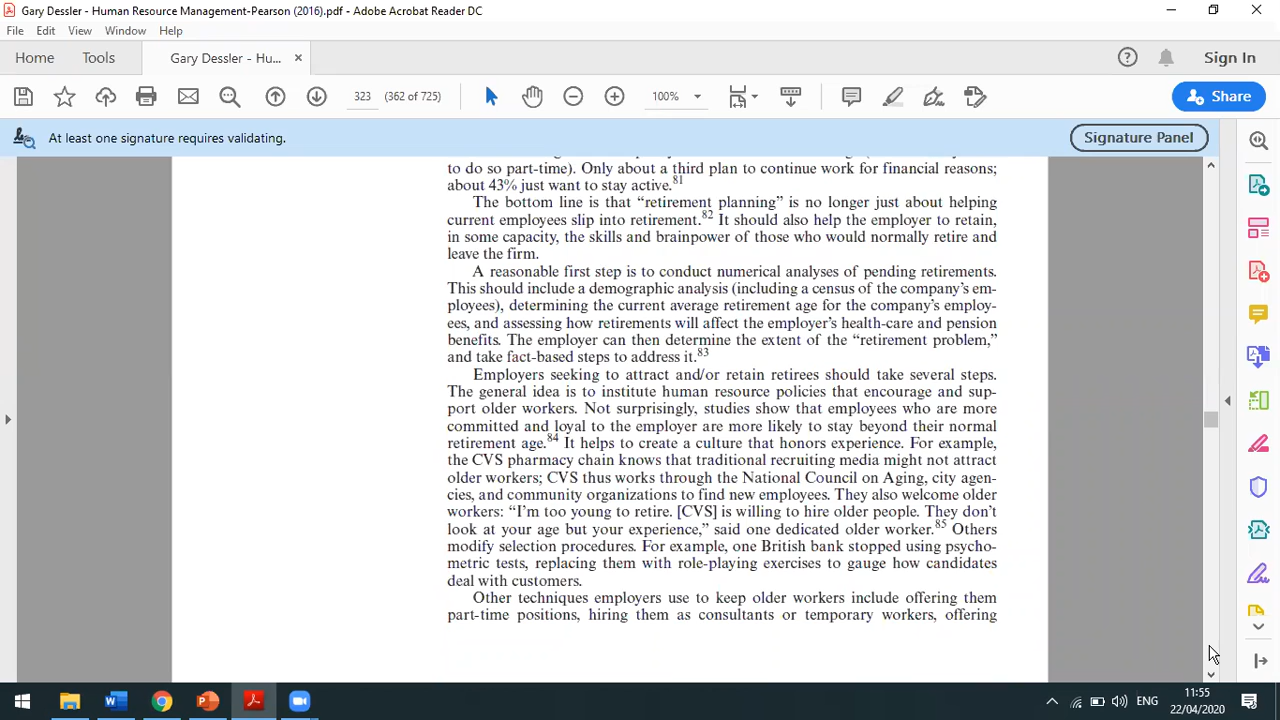 Gary Dessler - Human Resource Management-Pearson (2016).pdf - Adobe Acrobat Reader DC
File Edit View Window Help
Home Tools Gary Dessler - Hu... × Sign In
323 (362 of 725) 100% Share
At least one signature requires validating. Signature Panel
to do so part-time). Only about a third plan to continue work for financial reasons;
about 43% just want to stay active.81
The bottom line is that “retirement planning” is no longer just about helping
current employees slip into retirement.82 It should also help the employer to retain,
in some capacity, the skills and brainpower of those who would normally retire and
leave the firm.
A reasonable first step is to conduct numerical analyses of pending retirements.
This should include a demographic analysis (including a census of the company’s em-
ployees), determining the current average retirement age for the company’s employ-
ees, and assessing how retirements will affect the employer’s health-care and pension
benefits. The employer can then determine the extent of the “retirement problem,”
and take fact-based steps to address it.83
Employers seeking to attract and/or retain retirees should take several steps.
The general idea is to institute human resource policies that encourage and sup-
port older workers. Not surprisingly, studies show that employees who are more
committed and loyal to the employer are more likely to stay beyond their normal
retirement age.84 It helps to create a culture that honors experience. For example,
the CVS pharmacy chain knows that traditional recruiting media might not attract
older workers; CVS thus works through the National Council on Aging, city agen-
cies, and community organizations to find new employees. They also welcome older
workers: “I’m too young to retire. [CVS] is willing to hire older people. They don’t
look at your age but your experience,” said one dedicated older worker.85 Others
modify selection procedures. For example, one British bank stopped using psycho-
metric tests, replacing them with role-playing exercises to gauge how candidates
deal with customers.
Other techniques employers use to keep older workers include offering them
part-time positions, hiring them as consultants or temporary workers, offering
ENG
11:55
22/04/2020